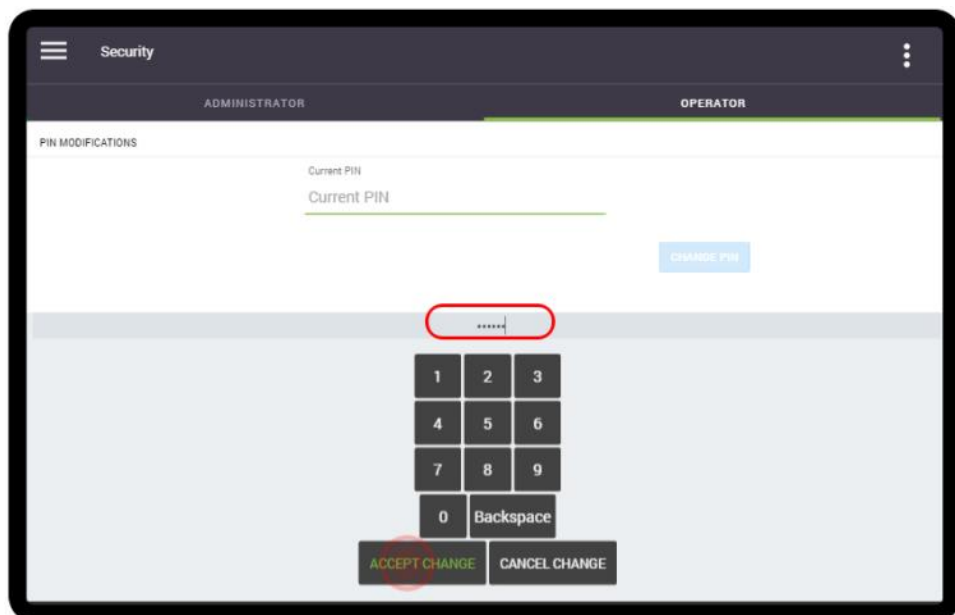 Security
ADMINISTRATOR OPERATOR
PIN MODIFICATIONS
Current PIN
Current PIN
CHANGE PIN
••••••
1 2 3
4 5 6
7 8 9
0 Backspace
ACCEPT CHANGE CANCEL CHANGE